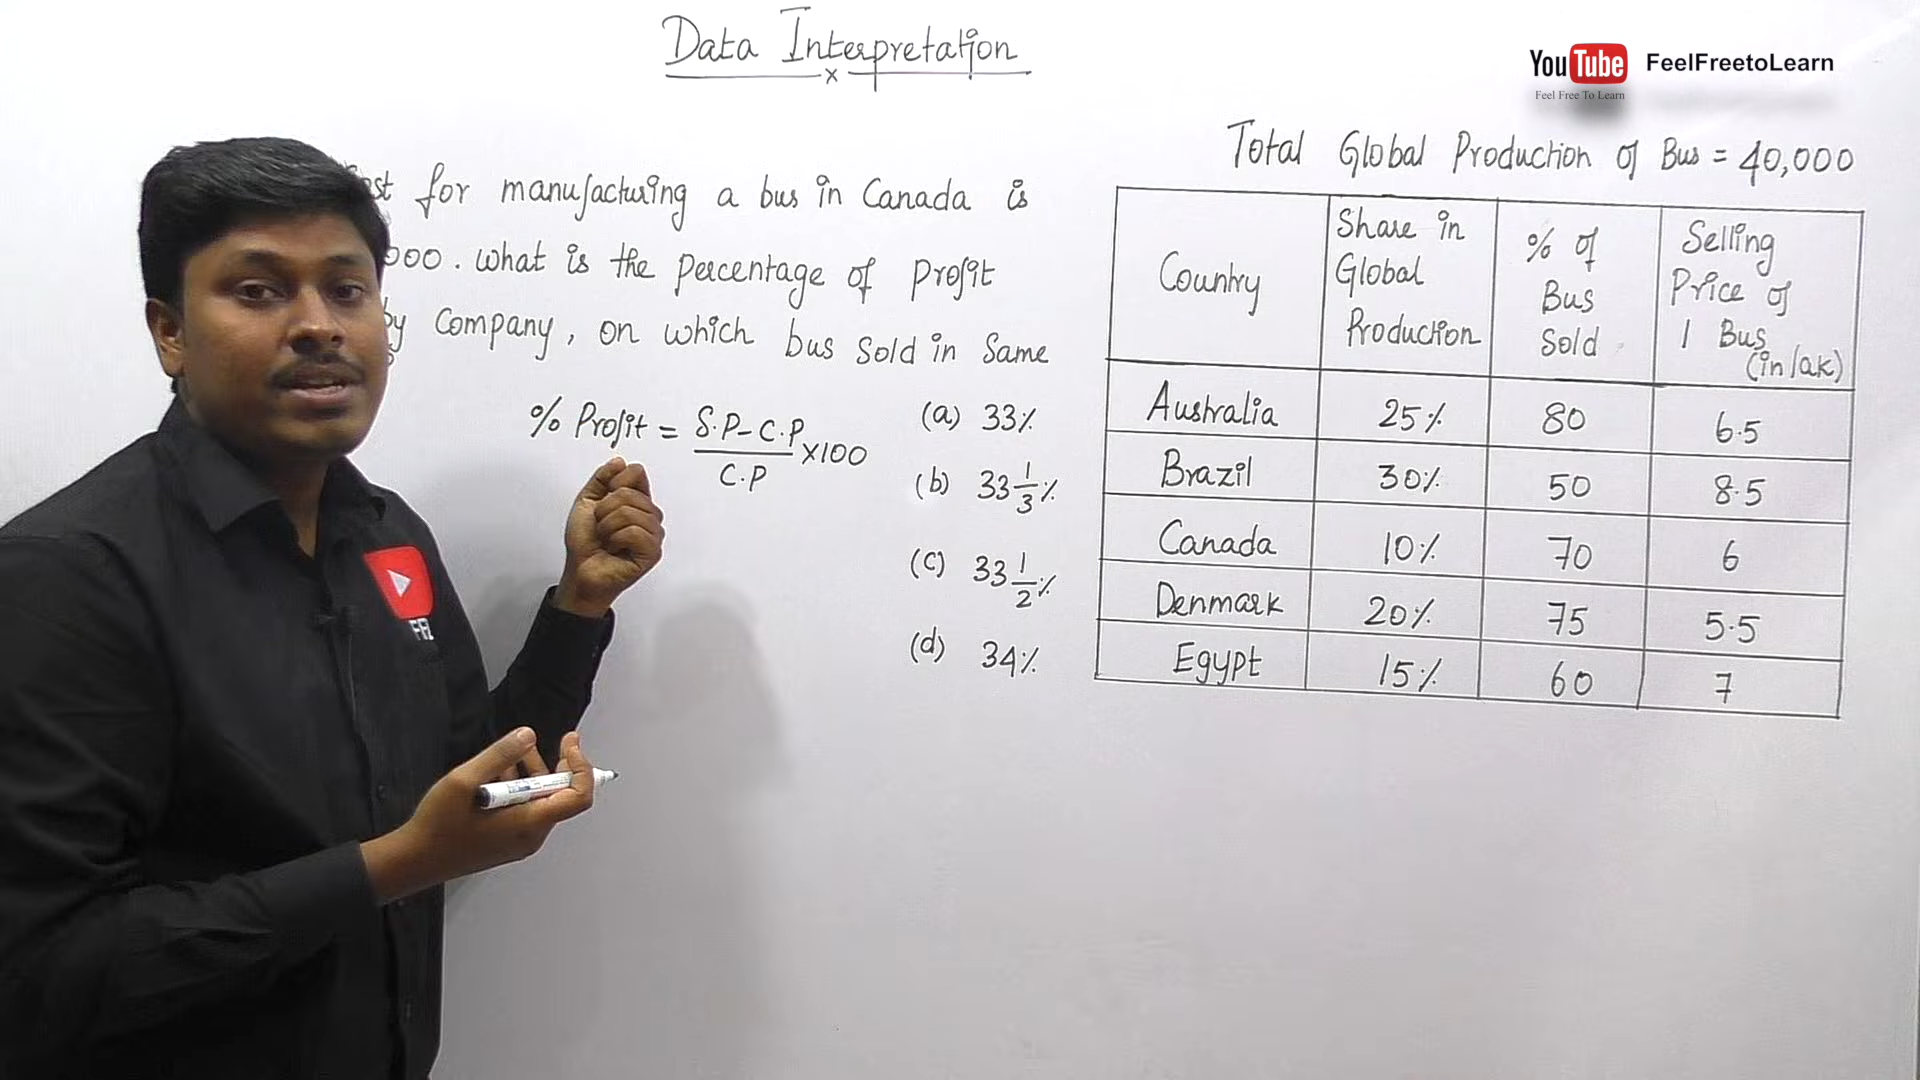 Data Interpretation
x
YouTube FeelFreetoLearn
Feel Free To Learn
Total Global Production of Bus = 40,000
for manufacturing a bus in Canada is
000. what is the percentage of Profit
by Company, on which bus Sold in Same
% Profit = S.P - C.P / C.P x100
(a) 33%
(b) 33 1/3 %
(c) 33 1/2 %
(d) 34%
Country | Share in Global Production | % of Bus Sold | Selling Price of 1 Bus (in lak)
Australia | 25% | 80 | 6.5
Brazil | 30% | 50 | 8.5
Canada | 10% | 70 | 6
Denmark | 20% | 75 | 5.5
Egypt | 15% | 60 | 7